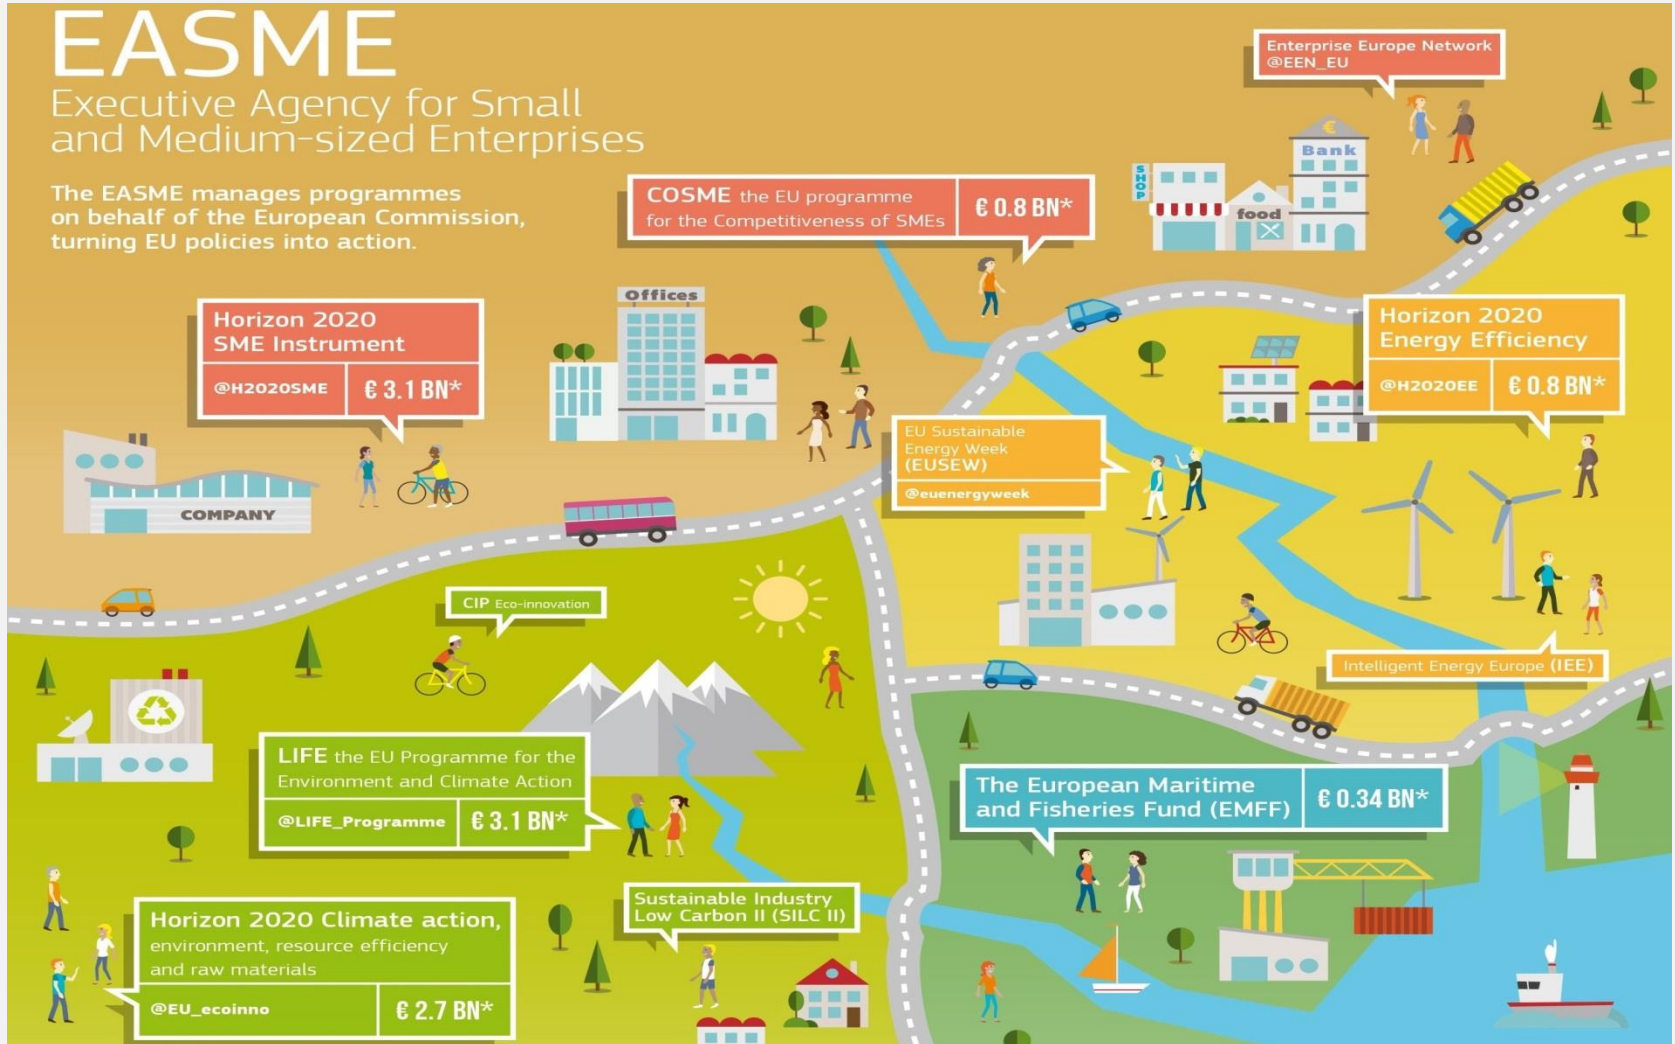 EASME
Executive Agency for Small
and Medium-sized Enterprises
The EASME manages programmes
on behalf of the European Commission,
turning EU policies into action.
Enterprise Europe Network
@EEN_EU
COSME the EU programme
for the Competitiveness of SMEs
€ 0.8 BN*
SHOP
food
Bank
€
Offices
Horizon 2020
SME Instrument
@H2020SME
€ 3.1 BN*
COMPANY
Horizon 2020
Energy Efficiency
@H2020EE
€ 0.8 BN*
EU Sustainable
Energy Week
(EUSEW)
@euenergyweek
Intelligent Energy Europe (IEE)
CIP Eco-innovation
LIFE the EU Programme for the
Environment and Climate Action
@LIFE_Programme
€ 3.1 BN*
The European Maritime
and Fisheries Fund (EMFF)
€ 0.34 BN*
Sustainable Industry
Low Carbon II (SILC II)
Horizon 2020 Climate action,
environment, resource efficiency
and raw materials
@EU_ecoinno
€ 2.7 BN*